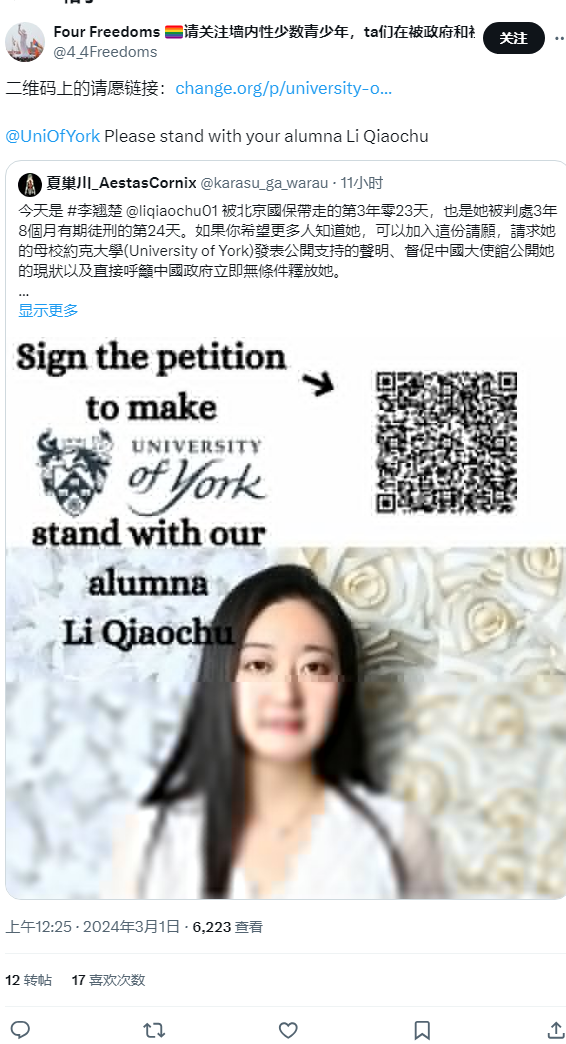 Four Freedoms 🏳️‍🌈请关注墙内性少数青少年，ta们在被政府和
关注
@4_4Freedoms
二维码上的请愿链接：change.org/p/university-o...
@UniOfYork Please stand with your alumna Li Qiaochu
夏巢川_AestasCornix @karasu_ga_warau · 11小时
今天是 #李翘楚 @liqiaochu01 被北京國保帶走的第3年零23天，也是她被判處3年
8個月有期徒刑的第24天。如果你希望更多人知道她，可以加入這份請願，請求她
的母校約克大學(University of York)發表公開支持的聲明、督促中國大使館公開她
的現狀以及直接呼籲中國政府立即無條件釋放她。
...
显示更多
Sign the petition
to make
UNIVERSITY
of York
stand with our
alumna
Li Qiaochu
上午12:25 · 2024年3月1日 · 6,223 查看
12 转帖 17 喜欢次数